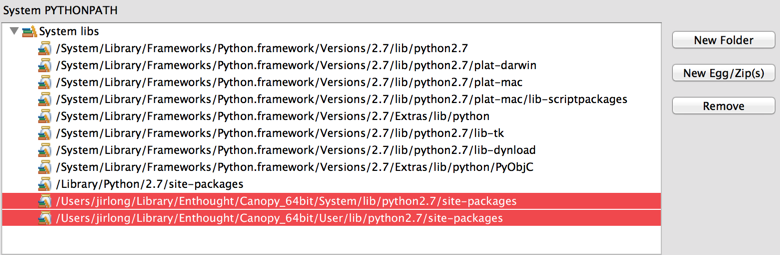 System PYTHONPATH
System libs
/System/Library/Frameworks/Python.framework/Versions/2.7/lib/python2.7
/System/Library/Frameworks/Python.framework/Versions/2.7/lib/python2.7/plat-darwin
/System/Library/Frameworks/Python.framework/Versions/2.7/lib/python2.7/plat-mac
/System/Library/Frameworks/Python.framework/Versions/2.7/lib/python2.7/plat-mac/lib-scriptpackages
/System/Library/Frameworks/Python.framework/Versions/2.7/Extras/lib/python
/System/Library/Frameworks/Python.framework/Versions/2.7/lib/python2.7/lib-tk
/System/Library/Frameworks/Python.framework/Versions/2.7/lib/python2.7/lib-dynload
/System/Library/Frameworks/Python.framework/Versions/2.7/Extras/lib/python/PyObjC
/Library/Python/2.7/site-packages
/Users/jirlong/Library/Enthought/Canopy_64bit/System/lib/python2.7/site-packages
/Users/jirlong/Library/Enthought/Canopy_64bit/User/lib/python2.7/site-packages
New Folder
New Egg/Zip(s)
Remove